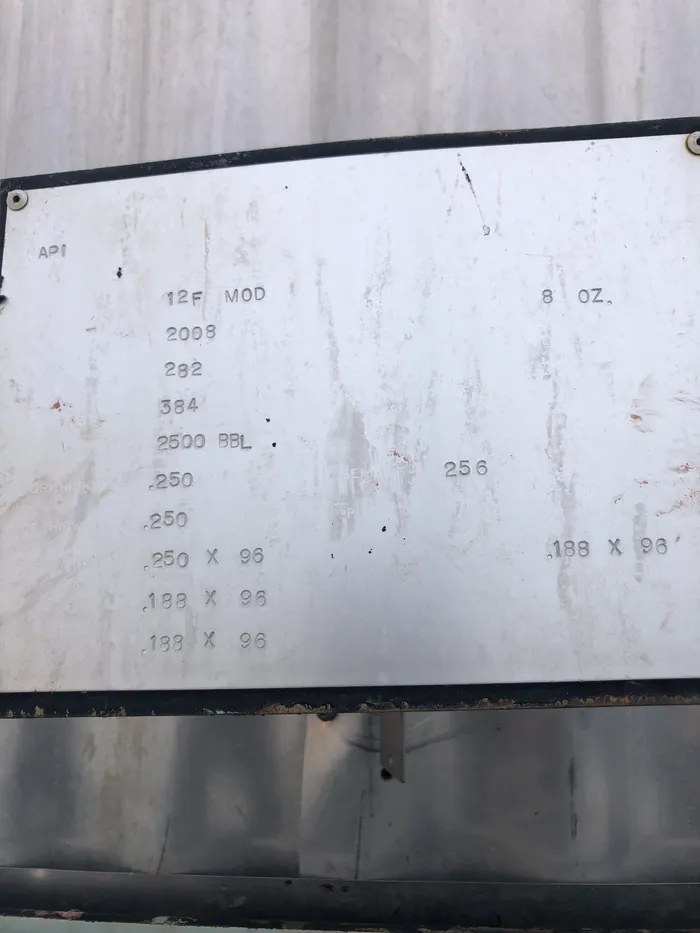 API
12F MOD 8 OZ.
2008
282
384
2500 BBL
.250 256
.250
.250 X 96 .188 X 96
.188 X 96
.188 X 96